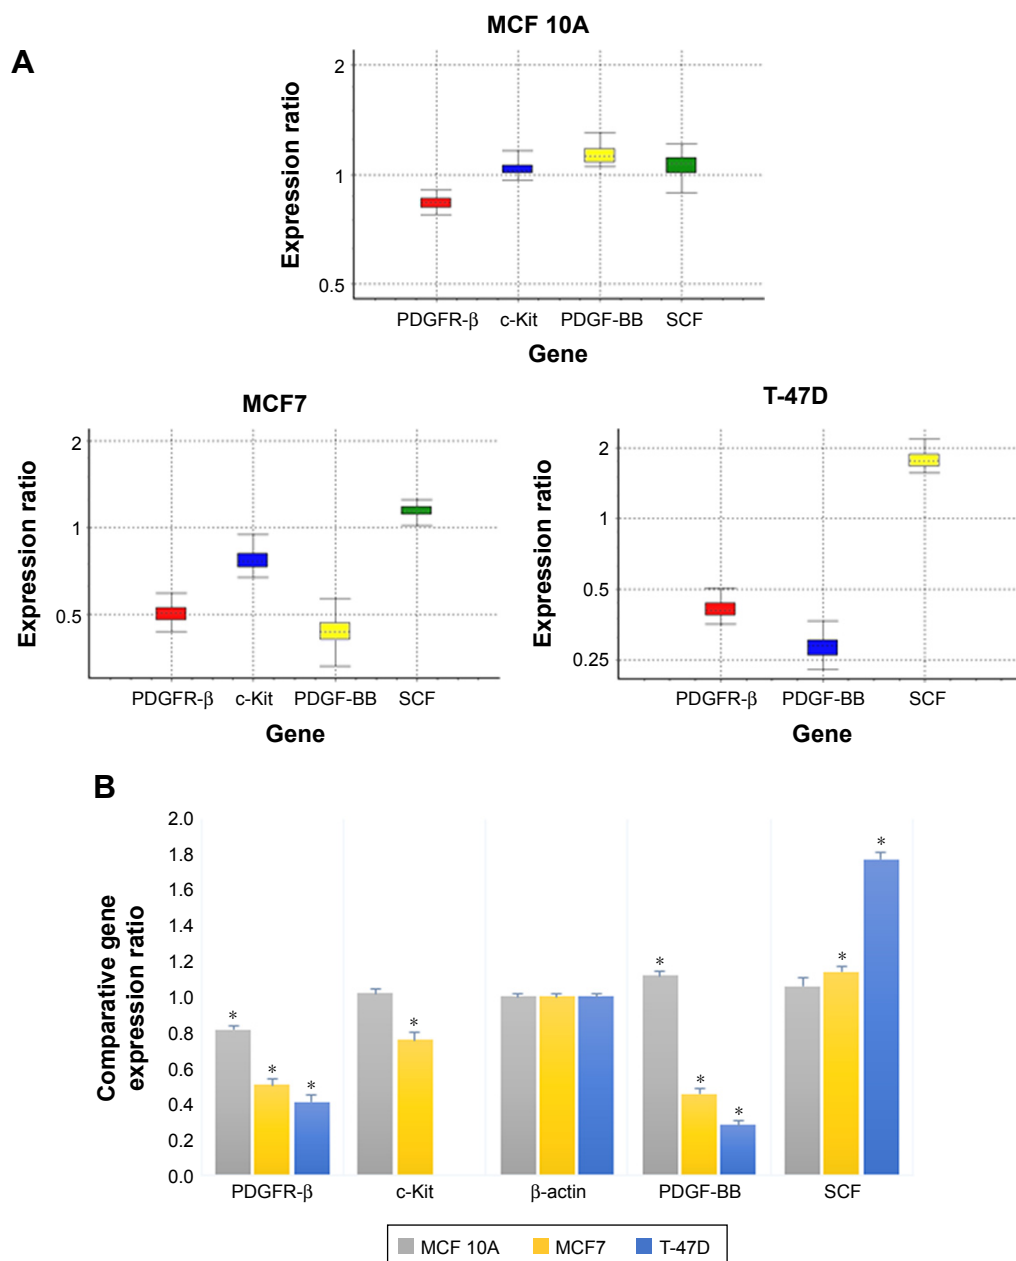 A
MCF 10A
Expression ratio
2
1
0.5
PDGFR-β c-Kit PDGF-BB SCF
Gene
MCF7
Expression ratio
2
1
0.5
PDGFR-β c-Kit PDGF-BB SCF
Gene
T-47D
Expression ratio
2
1
0.5
0.25
PDGFR-β PDGF-BB SCF
Gene
B
Comparative gene
expression ratio
2.0
1.8
1.6
1.4
1.2
1.0
0.8
0.6
0.4
0.2
0.0
* * *
*
* * *
* *
PDGFR-β c-Kit β-actin PDGF-BB SCF
MCF 10A MCF7 T-47D